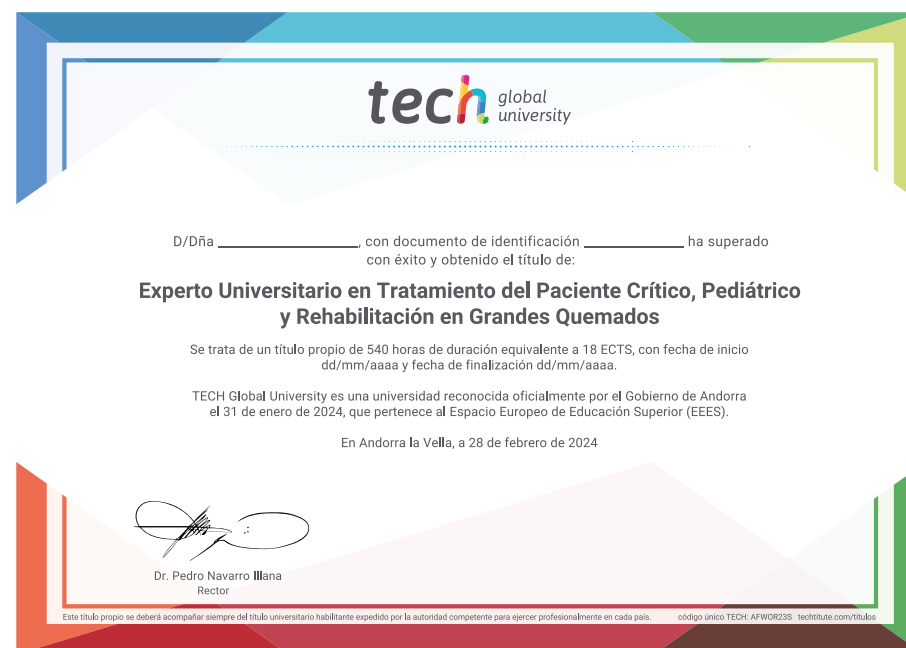 tech global university
D/Dña ____________, con documento de identificación ____________ ha superado
con éxito y obtenido el título de:
Experto Universitario en Tratamiento del Paciente Crítico, Pediátrico
y Rehabilitación en Grandes Quemados
Se trata de un título propio de 540 horas de duración equivalente a 18 ECTS, con fecha de inicio
dd/mm/aaaa y fecha de finalización dd/mm/aaaa.
TECH Global University es una universidad reconocida oficialmente por el Gobierno de Andorra
el 31 de enero de 2024, que pertenece al Espacio Europeo de Educación Superior (EEES).
En Andorra la Vella, a 28 de febrero de 2024
Dr. Pedro Navarro Illana
Rector
Este título propio se deberá acompañar siempre del título universitario habilitante expedido por la autoridad competente para ejercer profesionalmente en cada país. código único TECH: AFWOR23S techtitute.com/titulos